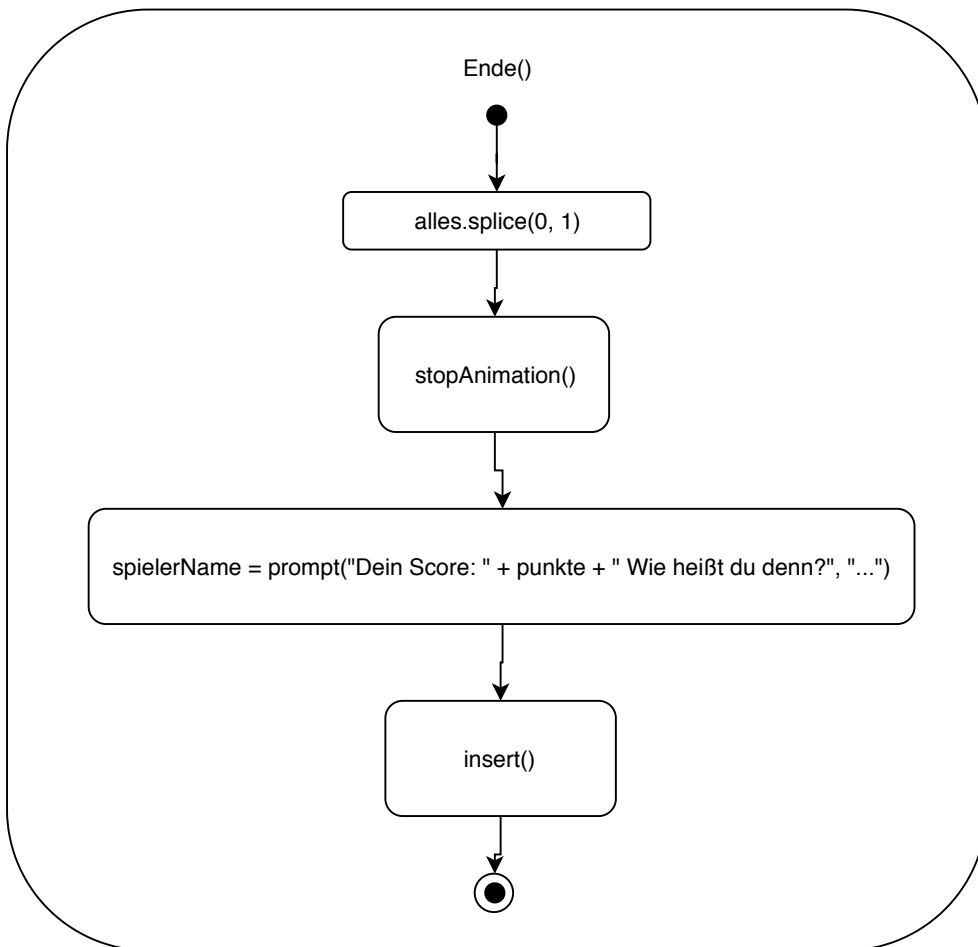 Ende()
alles.splice(0, 1)
stopAnimation()
spielerName = prompt("Dein Score: " + punkte + " Wie heißt du denn?", "...")
insert()